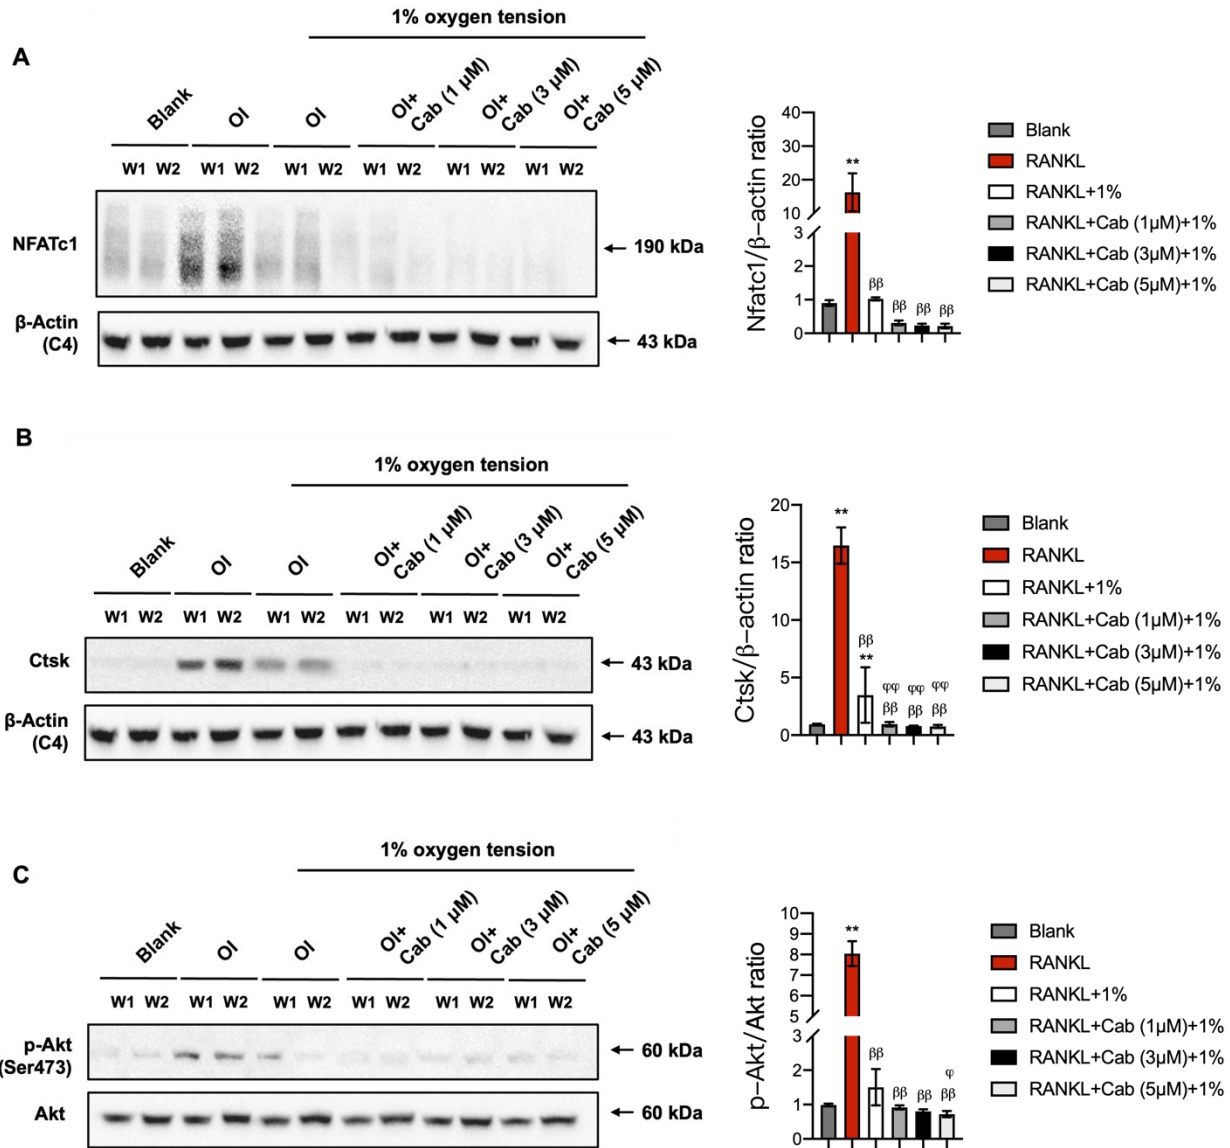 A
1% oxygen tension
Blank
OI
OI
OI+
Cab (1 µM)
OI+
Cab (3 µM)
OI+
Cab (5 µM)
W1 W2 W1 W2 W1 W2 W1 W2 W1 W2 W1 W2
NFATc1
← 190 kDa
β-Actin
(C4)
← 43 kDa
Nfatc1/β−actin ratio
40
30
20
10
3
2
1
0
**
ββ
ββ
ββ
ββ
Blank
RANKL
RANKL+1%
RANKL+Cab (1µM)+1%
RANKL+Cab (3µM)+1%
RANKL+Cab (5µM)+1%
B
1% oxygen tension
Blank
OI
OI
OI+
Cab (1 µM)
OI+
Cab (3 µM)
OI+
Cab (5 µM)
W1 W2 W1 W2 W1 W2 W1 W2 W1 W2 W1 W2
Ctsk
← 43 kDa
β-Actin
(C4)
← 43 kDa
Ctsk/β−actin ratio
20
15
10
5
0
**
ββ
**
φφ
ββ
φφ
ββ
φφ
ββ
Blank
RANKL
RANKL+1%
RANKL+Cab (1µM)+1%
RANKL+Cab (3µM)+1%
RANKL+Cab (5µM)+1%
C
1% oxygen tension
Blank
OI
OI
OI+
Cab (1 µM)
OI+
Cab (3 µM)
OI+
Cab (5 µM)
W1 W2 W1 W2 W1 W2 W1 W2 W1 W2 W1 W2
p-Akt
(Ser473)
← 60 kDa
Akt
← 60 kDa
p−Akt/Akt ratio
10
9
8
7
6
5
3
2
1
0
**
ββ
ββ
ββ
φ
ββ
Blank
RANKL
RANKL+1%
RANKL+Cab (1µM)+1%
RANKL+Cab (3µM)+1%
RANKL+Cab (5µM)+1%